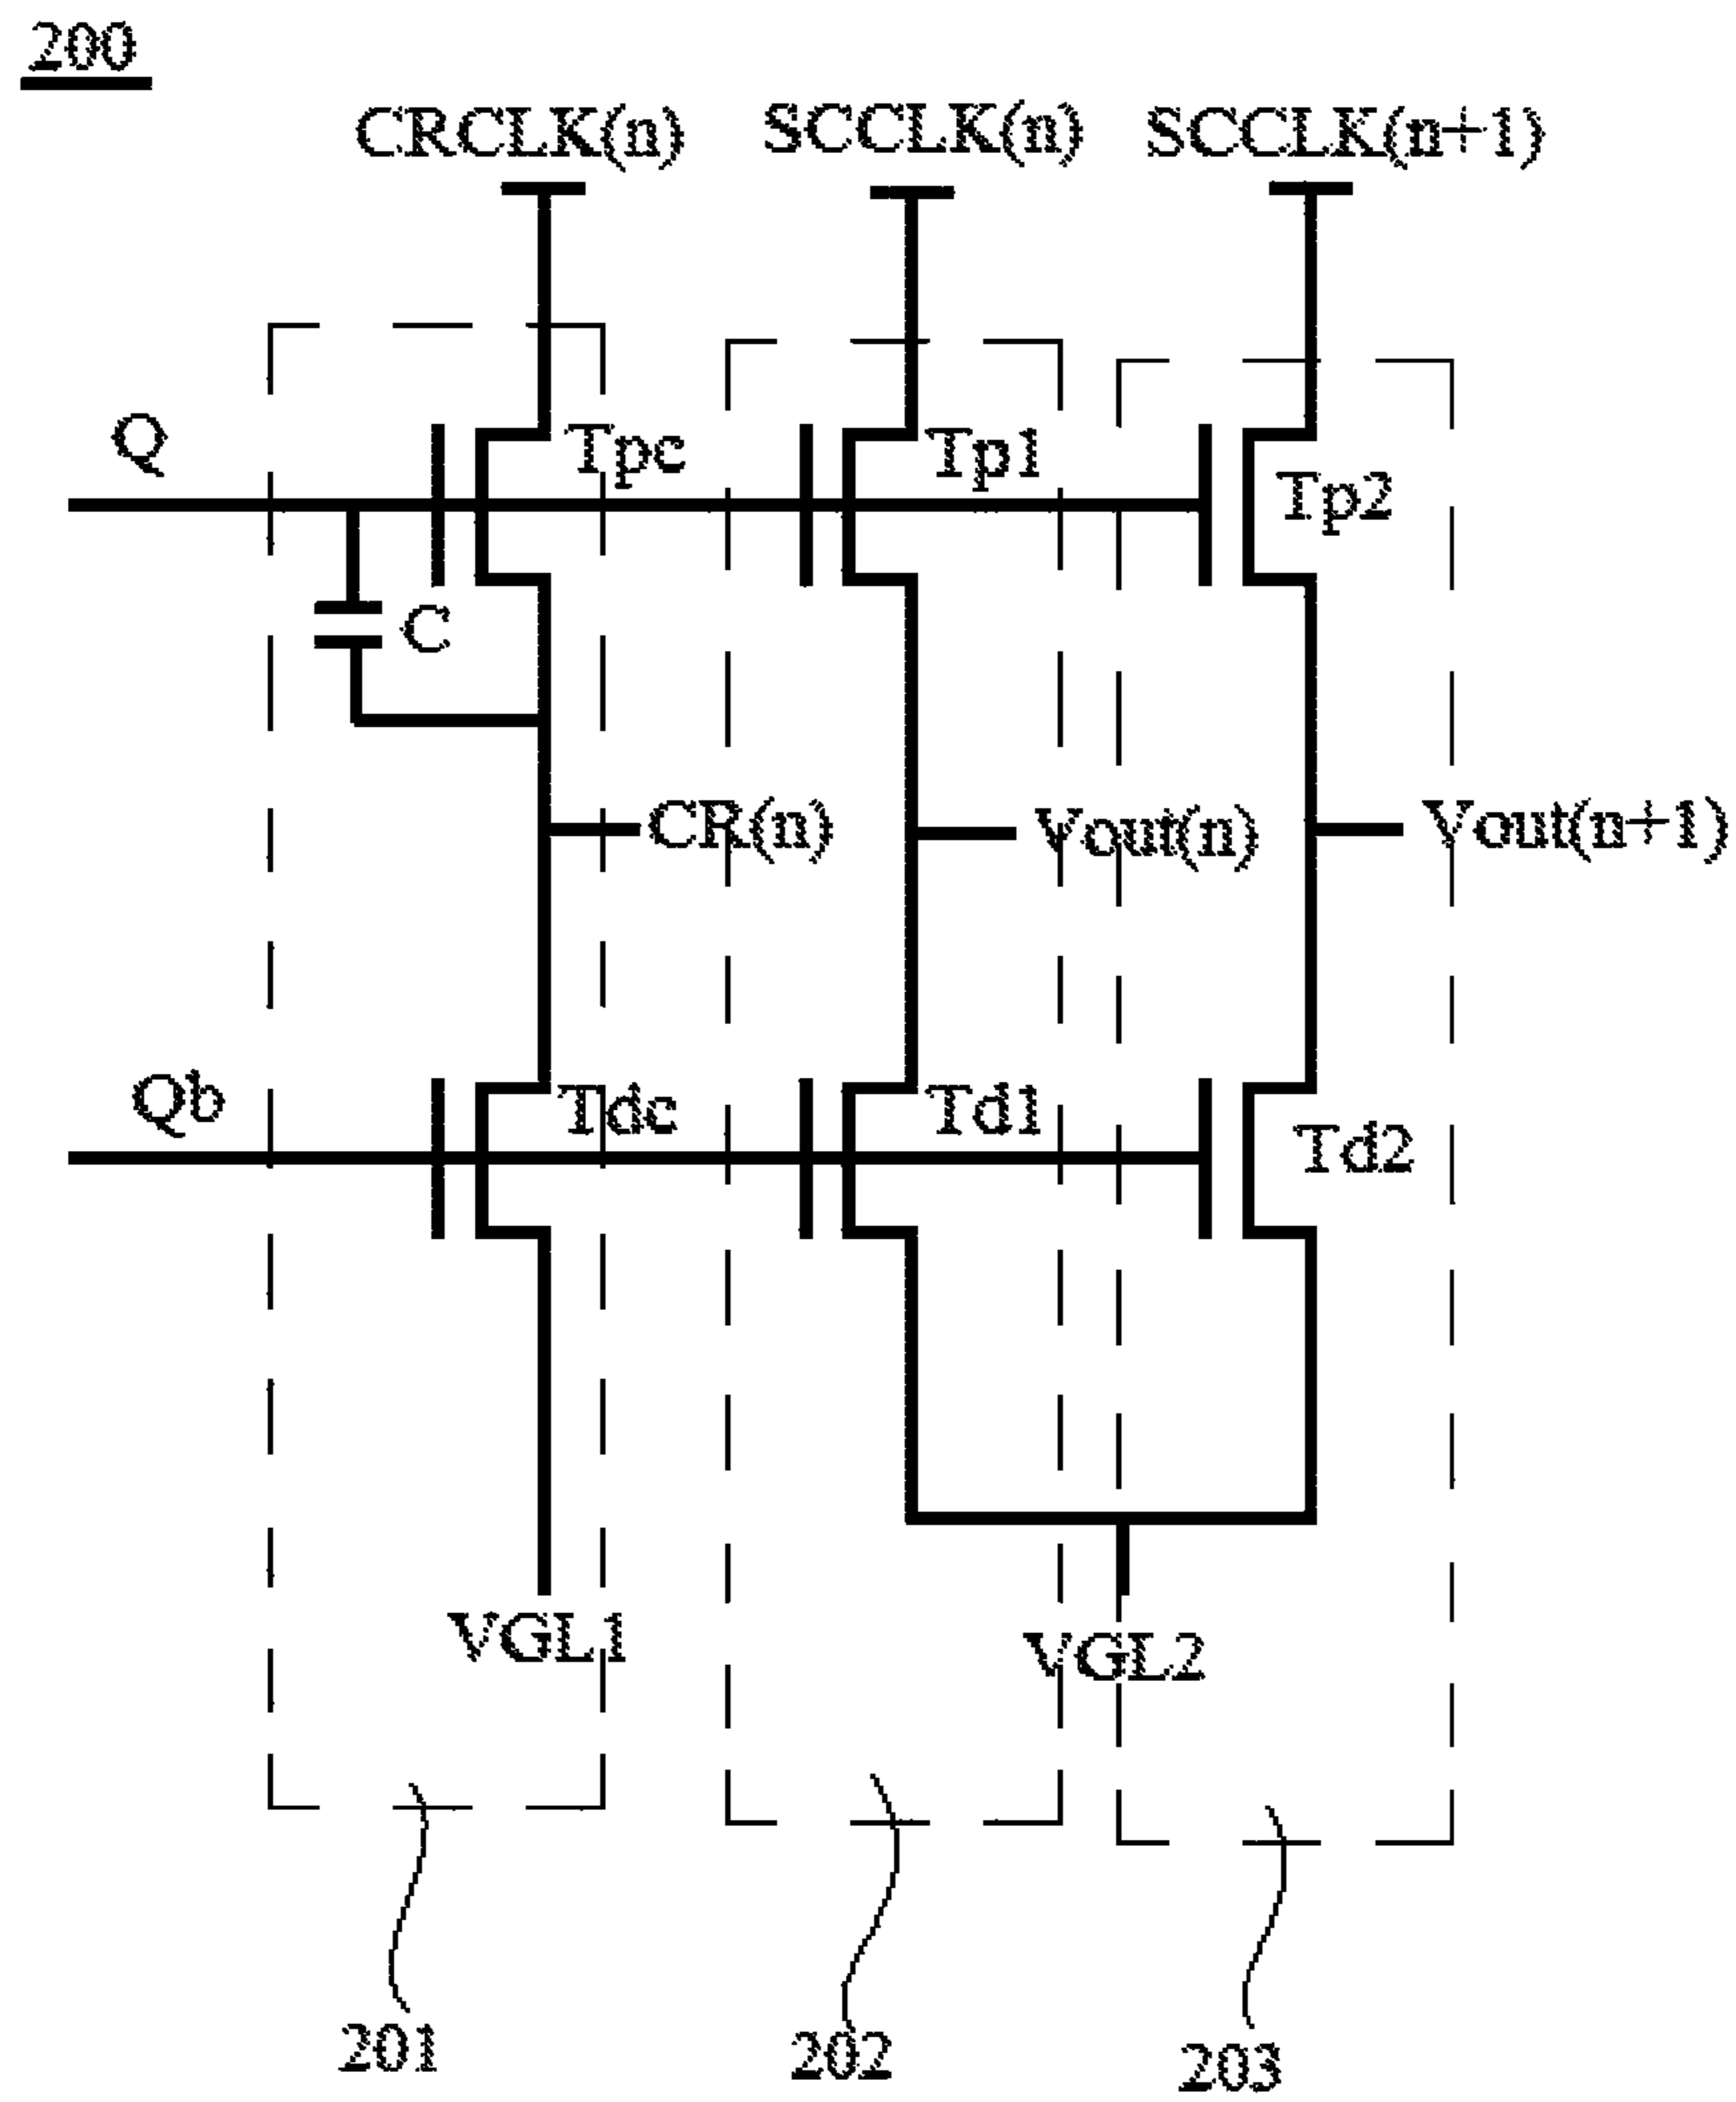 200
CRCLK(n) SCCLK(n) SCCLK(n+1)
Q
Tpc Tp1 Tp2
C
CR(n) Vout(n) Vout(n+1)
Qb
Tdc Td1 Td2
VGL1 VGL2
201 202 203